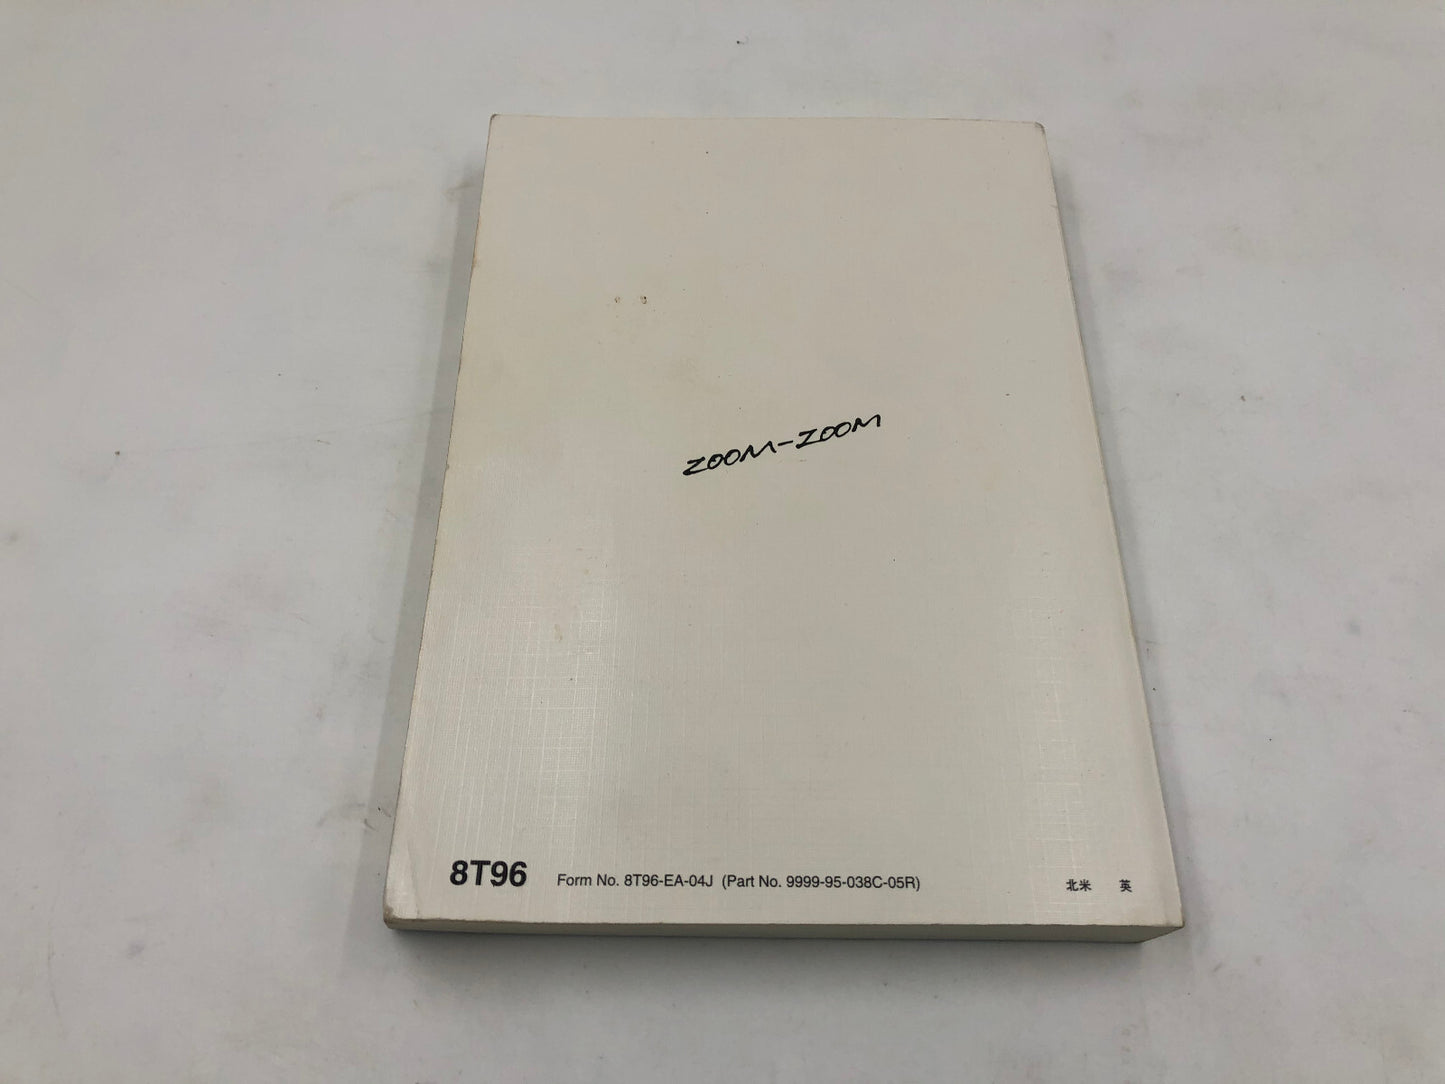 ZOOM-ZOOM
8T96 Form No. 8T96-EA-04J (Part No. 9999-95-038C-05R) 北米 英